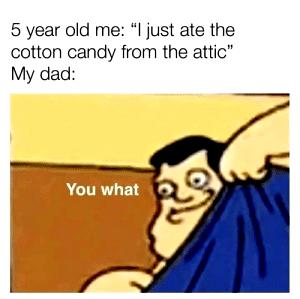 5 year old me: “I just ate the
cotton candy from the attic”
My dad:
You what